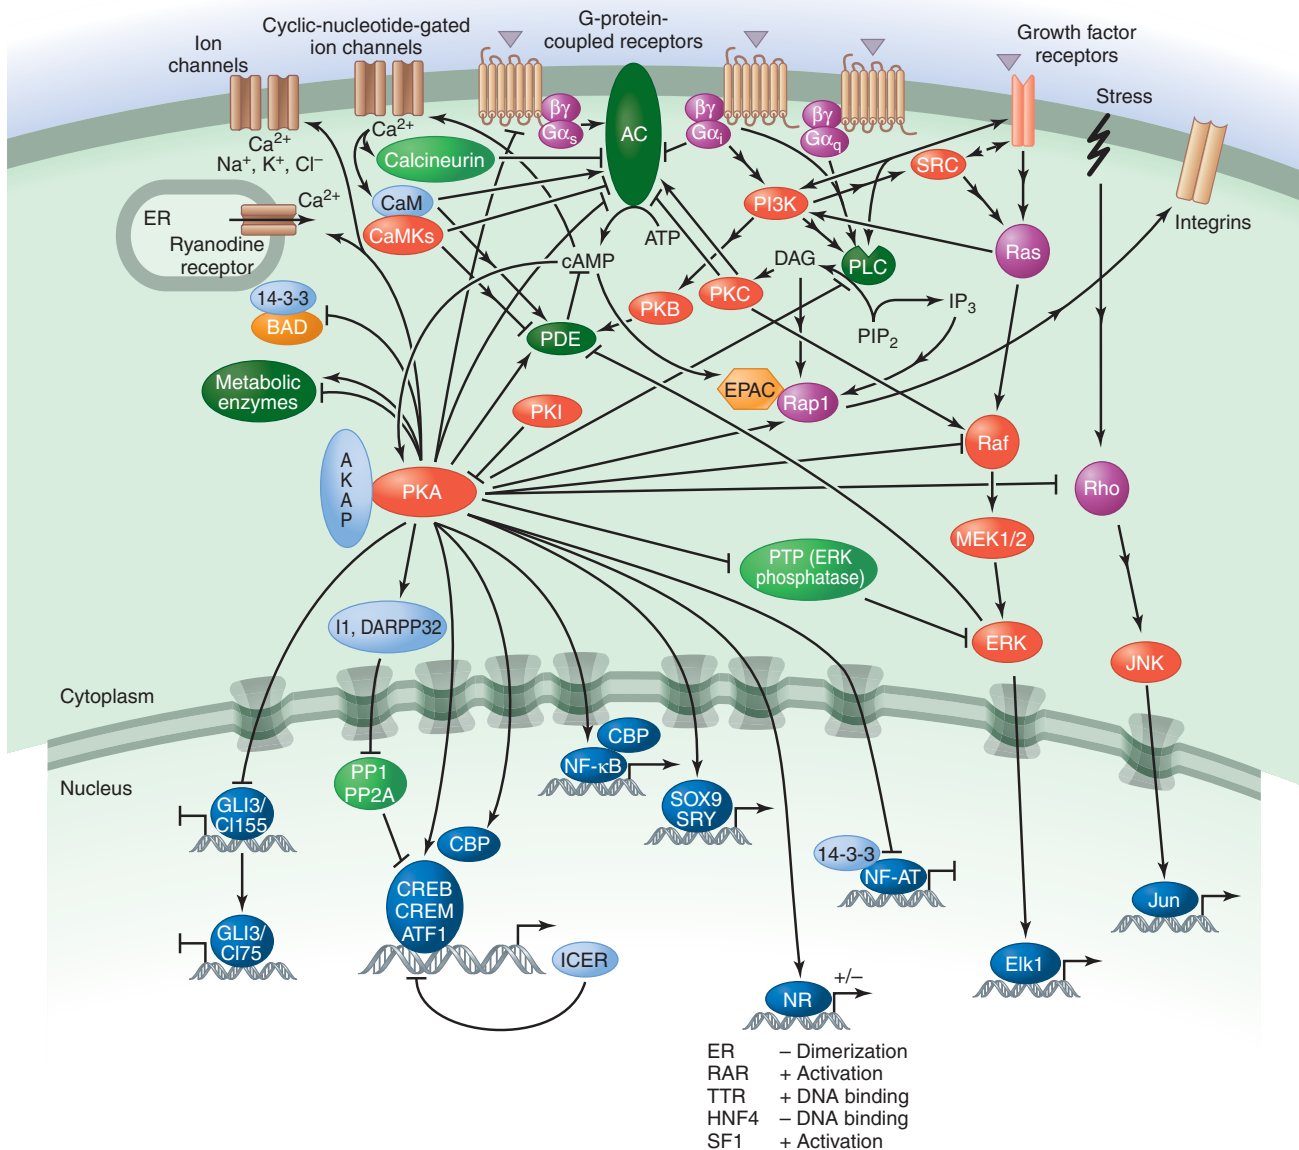 Cyclic-nucleotide-gated
ion channels
G-protein-
coupled receptors
Growth factor
receptors
Ion
channels
Stress
Ca²⁺
Na⁺, K⁺, Cl⁻
Ca²⁺
Calcineurin
βγ
Gαs
AC
βγ
Gαi
βγ
Gαq
SRC
Integrins
ER
Ryanodine
receptor
Ca²⁺
CaM
CaMKs
PI3K
Ras
ATP
cAMP
DAG
PLC
14-3-3
BAD
PKB
PKC
IP₃
PIP₂
PDE
Metabolic
enzymes
EPAC
Rap1
PKI
Raf
A
K
A
P
PKA
Rho
MEK1/2
PTP (ERK
phosphatase)
I1, DARPP32
ERK
JNK
Cytoplasm
Nucleus
CBP
NF-κB
PP1
PP2A
GLI3/
CI155
SOX9
SRY
CBP
14-3-3
NF-AT
CREB
CREM
ATF1
Jun
GLI3/
CI75
ICER
Elk1
NR
+/–
ER – Dimerization
RAR + Activation
TTR + DNA binding
HNF4 – DNA binding
SF1 + Activation